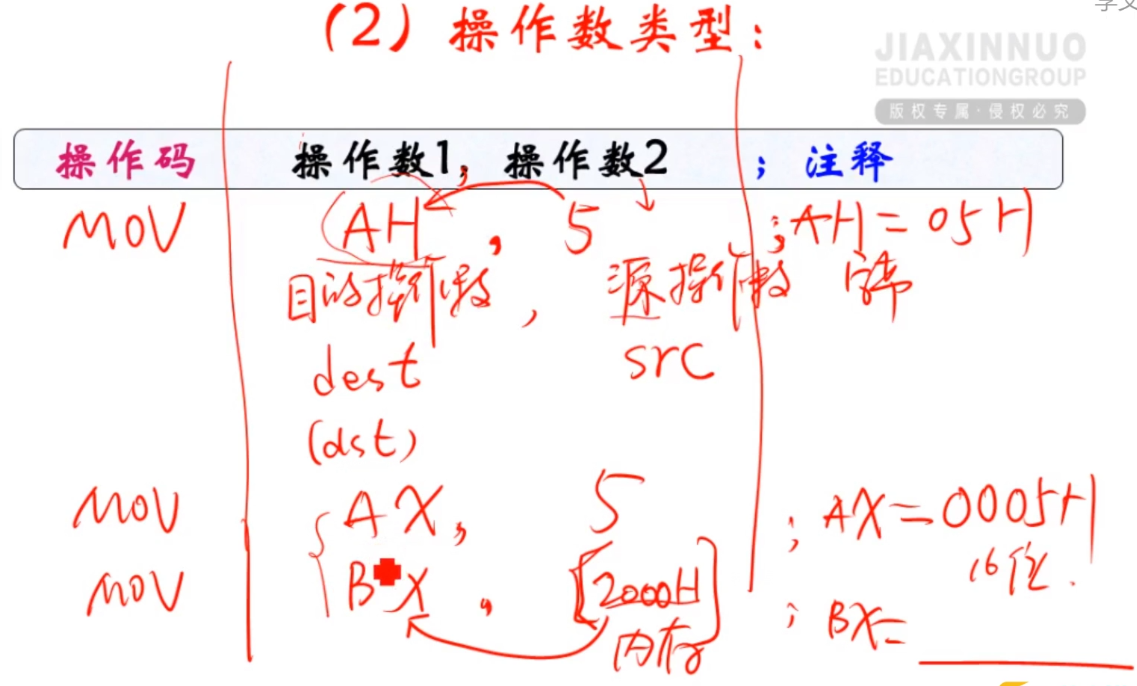 李文
(2) 操作数类型：
JIAXINNUO
EDUCATIONGROUP
版权专属·侵权必究
操作码 操作数1, 操作数2 ; 注释
MOV AH , 5 ; AH = 05H
目的操作数 , 源操作数
dest src
(dst)
MOV AX, 5 ; AX = 0005H
16位.
MOV BX , [2000H] ; BX =
内存